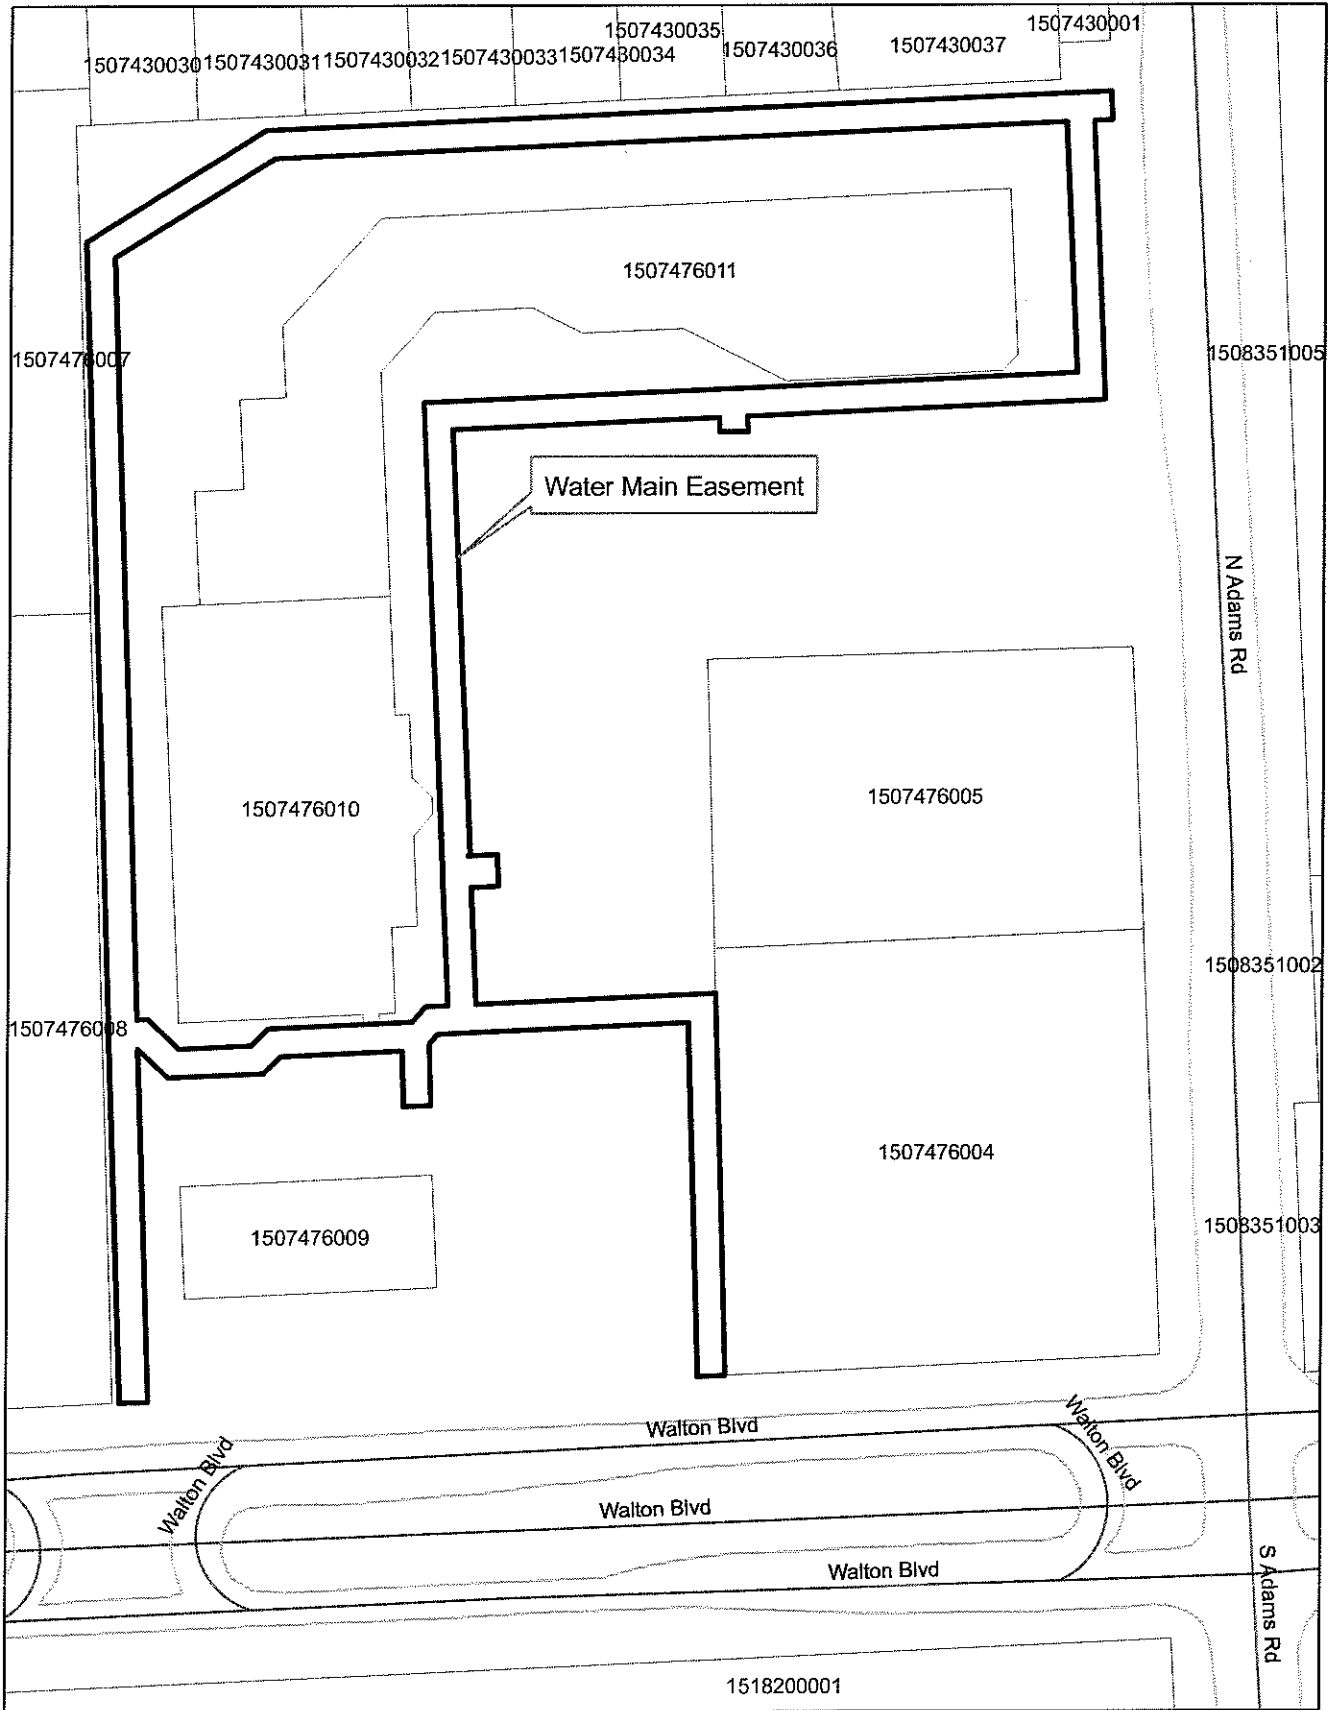 1507430035
1507430001
1507430030
1507430031
1507430032
1507430033
1507430034
1507430036
1507430037
1507476011
1507476007
1508351005
Water Main Easement
N Adams Rd
1507476010
1507476005
1508351002
1507476008
1507476004
1508351003
1507476009
Walton Blvd
Walton Blvd
Walton Blvd
Walton Blvd
Walton Blvd
S Adams Rd
1518200001